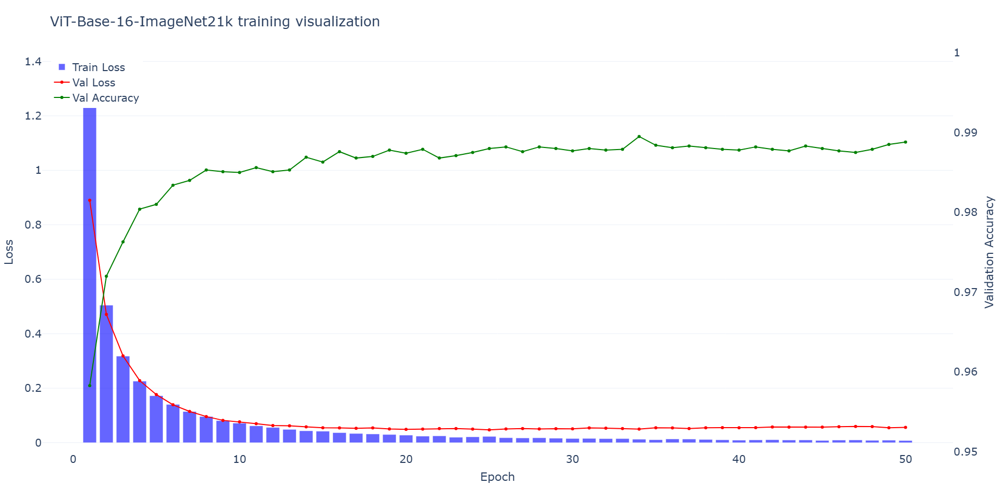 ViT-Base-16-ImageNet21k training visualization
Train Loss
Val Loss
Val Accuracy
1.4
1.2
1
0.8
0.6
0.4
0.2
0
Loss
0 10 20 30 40 50
Epoch
1
0.99
0.98
0.97
0.96
0.95
Validation Accuracy